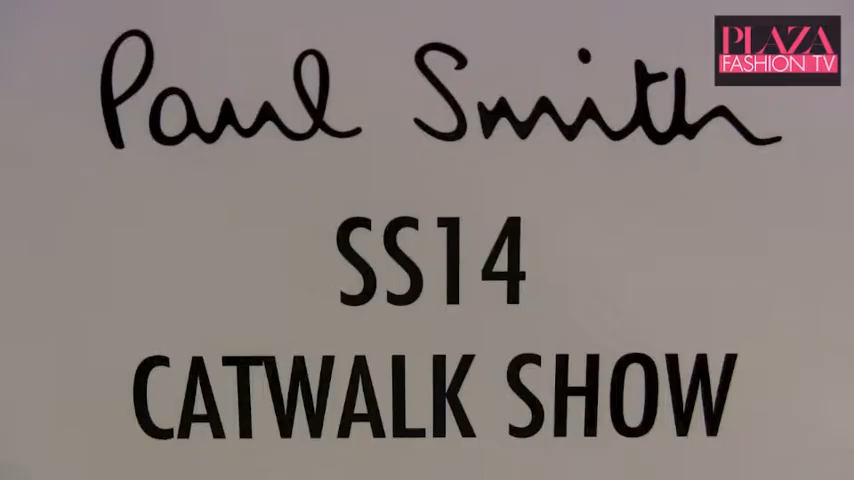 PLAZA
FASHION TV
Paul Smith
SS14
CATWALK SHOW